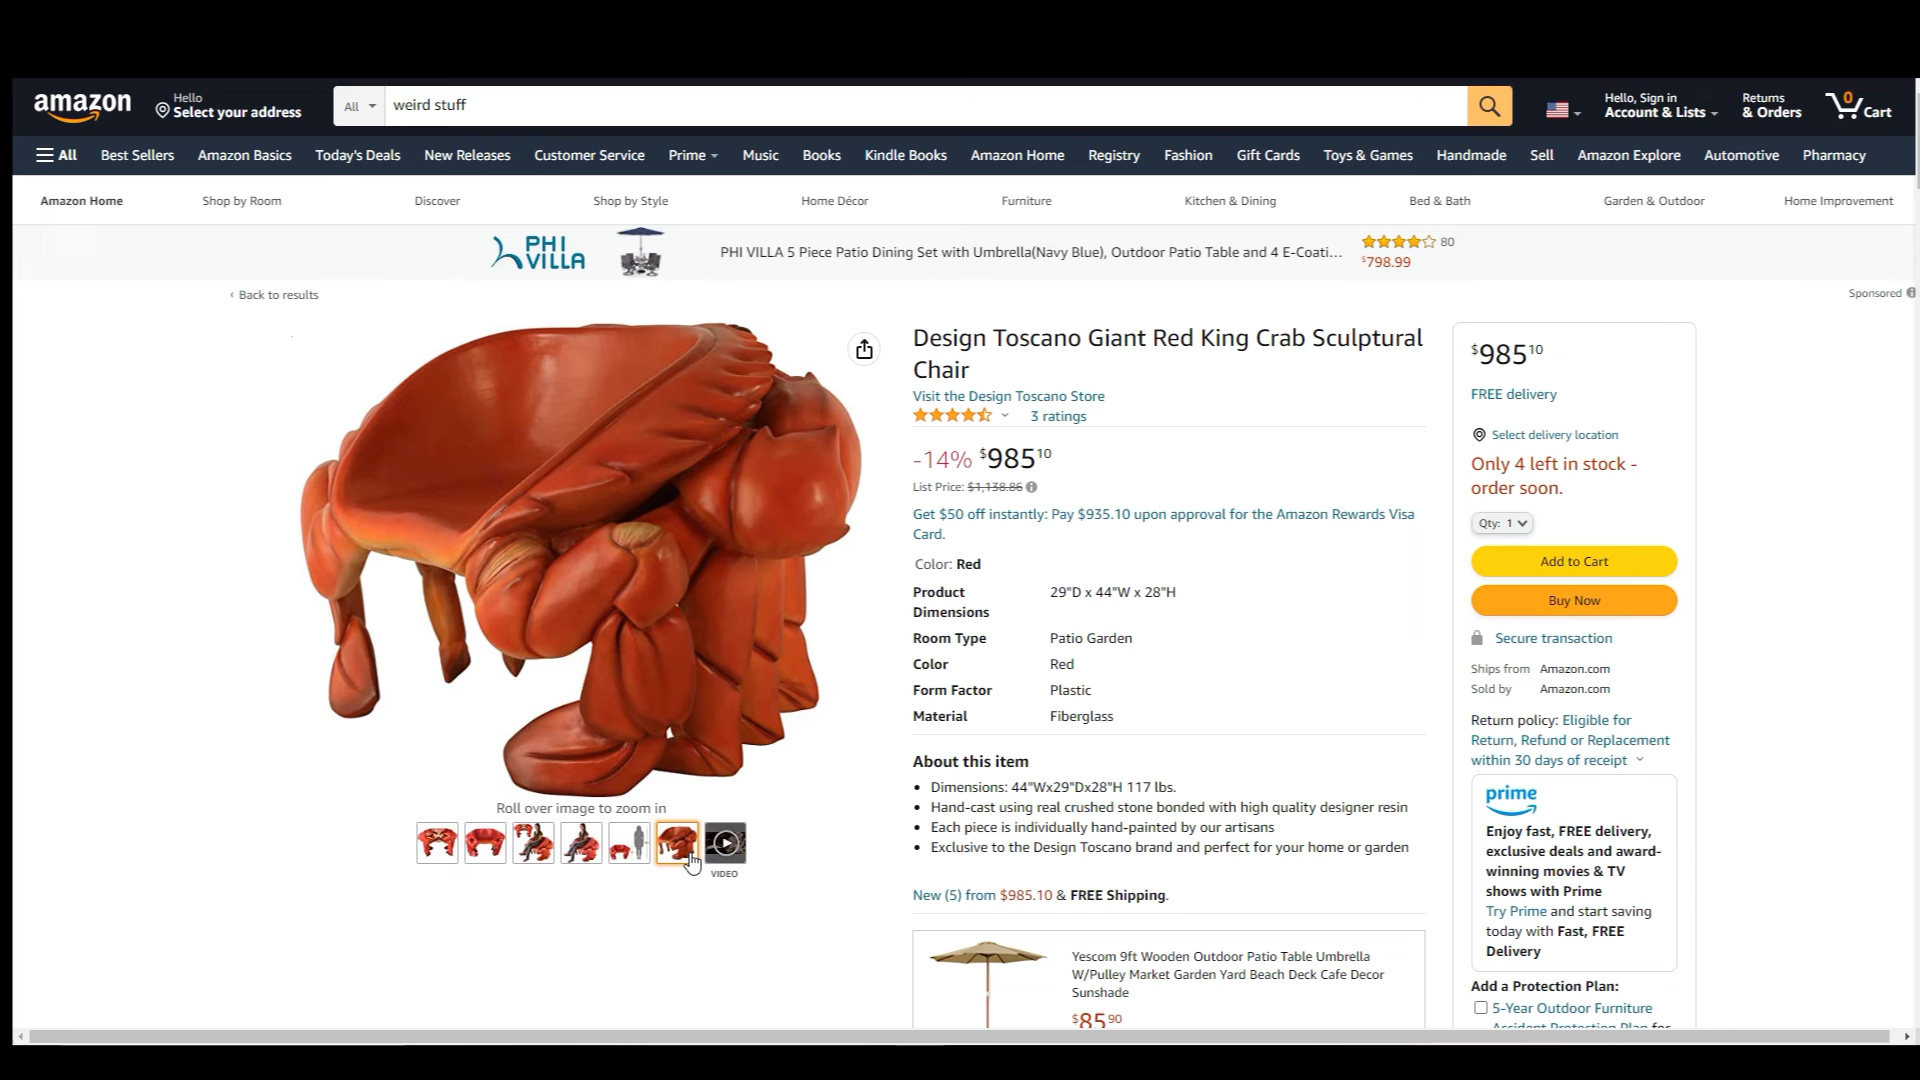 amazon
Hello
Select your address
All
weird stuff
Hello, Sign in
Account & Lists
Returns
& Orders
0
Cart
All
Best Sellers
Amazon Basics
Today's Deals
New Releases
Customer Service
Prime
Music
Books
Kindle Books
Amazon Home
Registry
Fashion
Gift Cards
Toys & Games
Handmade
Sell
Amazon Explore
Automotive
Pharmacy
Amazon Home
Shop by Room
Discover
Shop by Style
Home Décor
Furniture
Kitchen & Dining
Bed & Bath
Garden & Outdoor
Home Improvement
PHI
VILLA
PHI VILLA 5 Piece Patio Dining Set with Umbrella(Navy Blue), Outdoor Patio Table and 4 E-Coati...
80
$798.99
‹ Back to results
Sponsored
Roll over image to zoom in
VIDEO
Design Toscano Giant Red King Crab Sculptural
Chair
Visit the Design Toscano Store
3 ratings
-14% $98510
List Price: $1,138.86
Get $50 off instantly: Pay $935.10 upon approval for the Amazon Rewards Visa
Card.
Color: Red
Product
Dimensions
29"D x 44"W x 28"H
Room Type Patio Garden
Color Red
Form Factor Plastic
Material Fiberglass
About this item
Dimensions: 44"Wx29"Dx28"H 117 lbs.
Hand-cast using real crushed stone bonded with high quality designer resin
Each piece is individually hand-painted by our artisans
Exclusive to the Design Toscano brand and perfect for your home or garden
New (5) from $985.10 & FREE Shipping.
Yescom 9ft Wooden Outdoor Patio Table Umbrella
W/Pulley Market Garden Yard Beach Deck Cafe Decor
Sunshade
$8590
$98510
FREE delivery
Select delivery location
Only 4 left in stock -
order soon.
Qty: 1
Add to Cart
Buy Now
Secure transaction
Ships from Amazon.com
Sold by Amazon.com
Return policy: Eligible for
Return, Refund or Replacement
within 30 days of receipt
prime
Enjoy fast, FREE delivery,
exclusive deals and award-
winning movies & TV
shows with Prime
Try Prime and start saving
today with Fast, FREE
Delivery
Add a Protection Plan:
5-Year Outdoor Furniture
Accident Protection Plan for